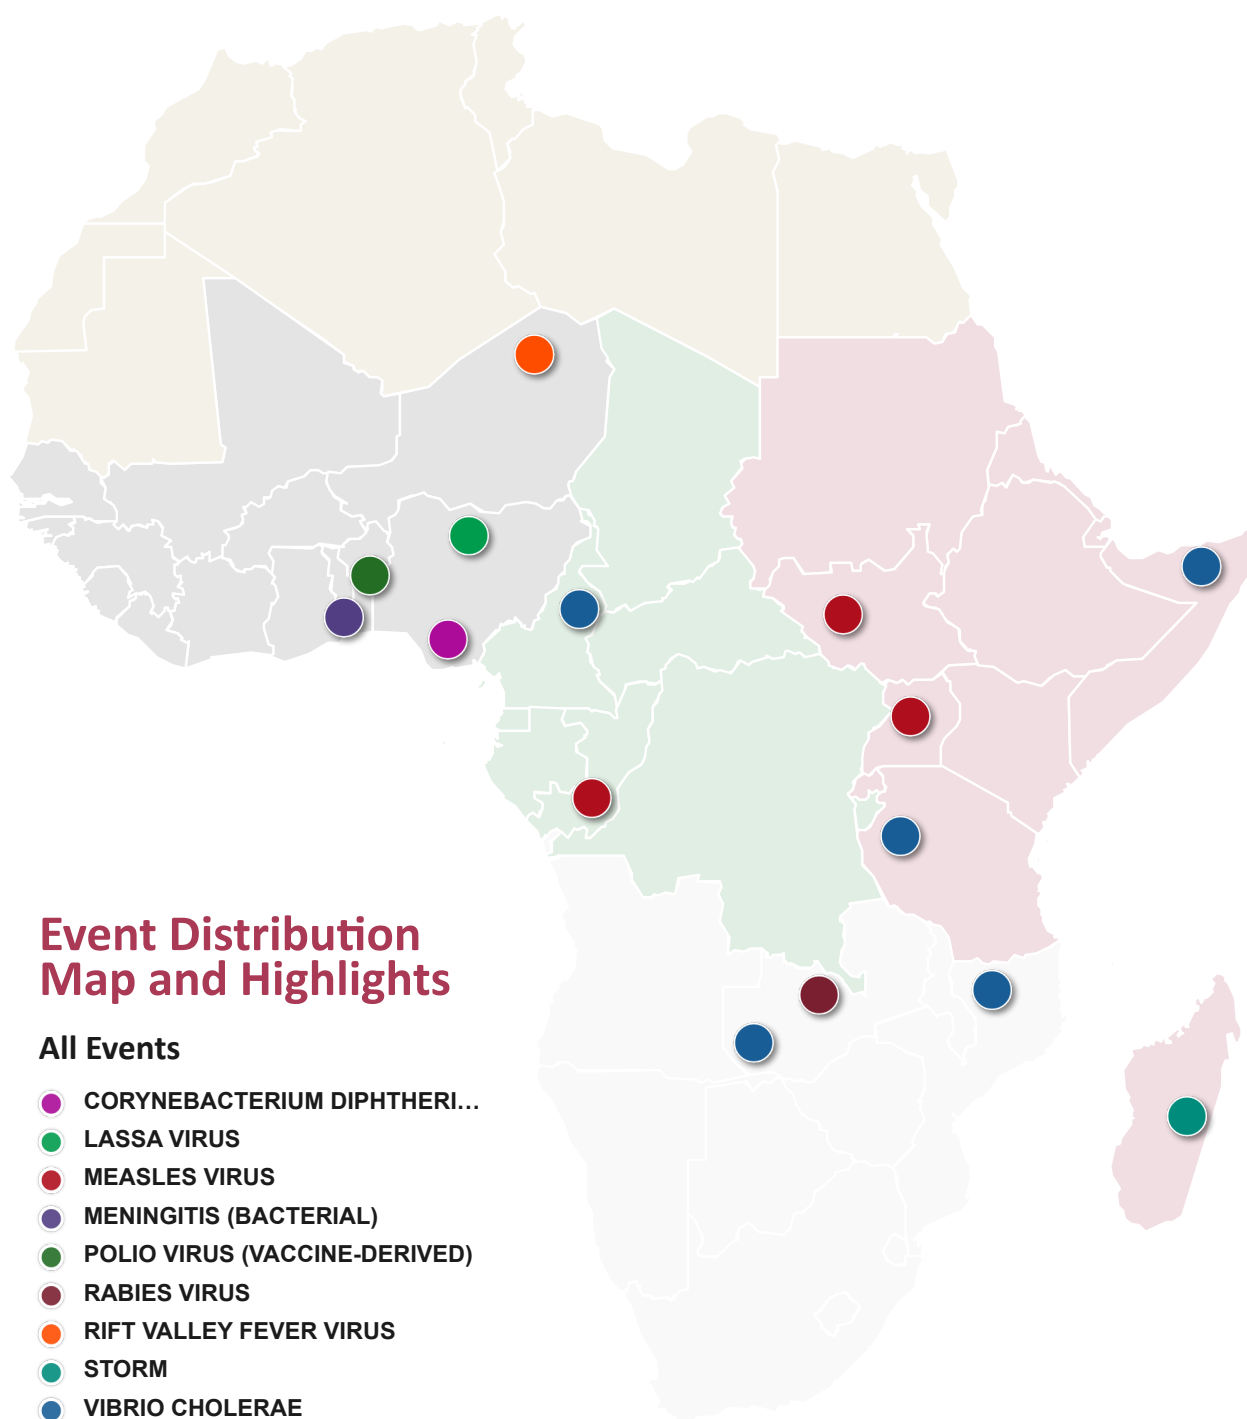 Event Distribution
Map and Highlights
All Events
CORYNEBACTERIUM DIPHTHERI…
LASSA VIRUS
MEASLES VIRUS
MENINGITIS (BACTERIAL)
POLIO VIRUS (VACCINE-DERIVED)
RABIES VIRUS
RIFT VALLEY FEVER VIRUS
STORM
VIBRIO CHOLERAE